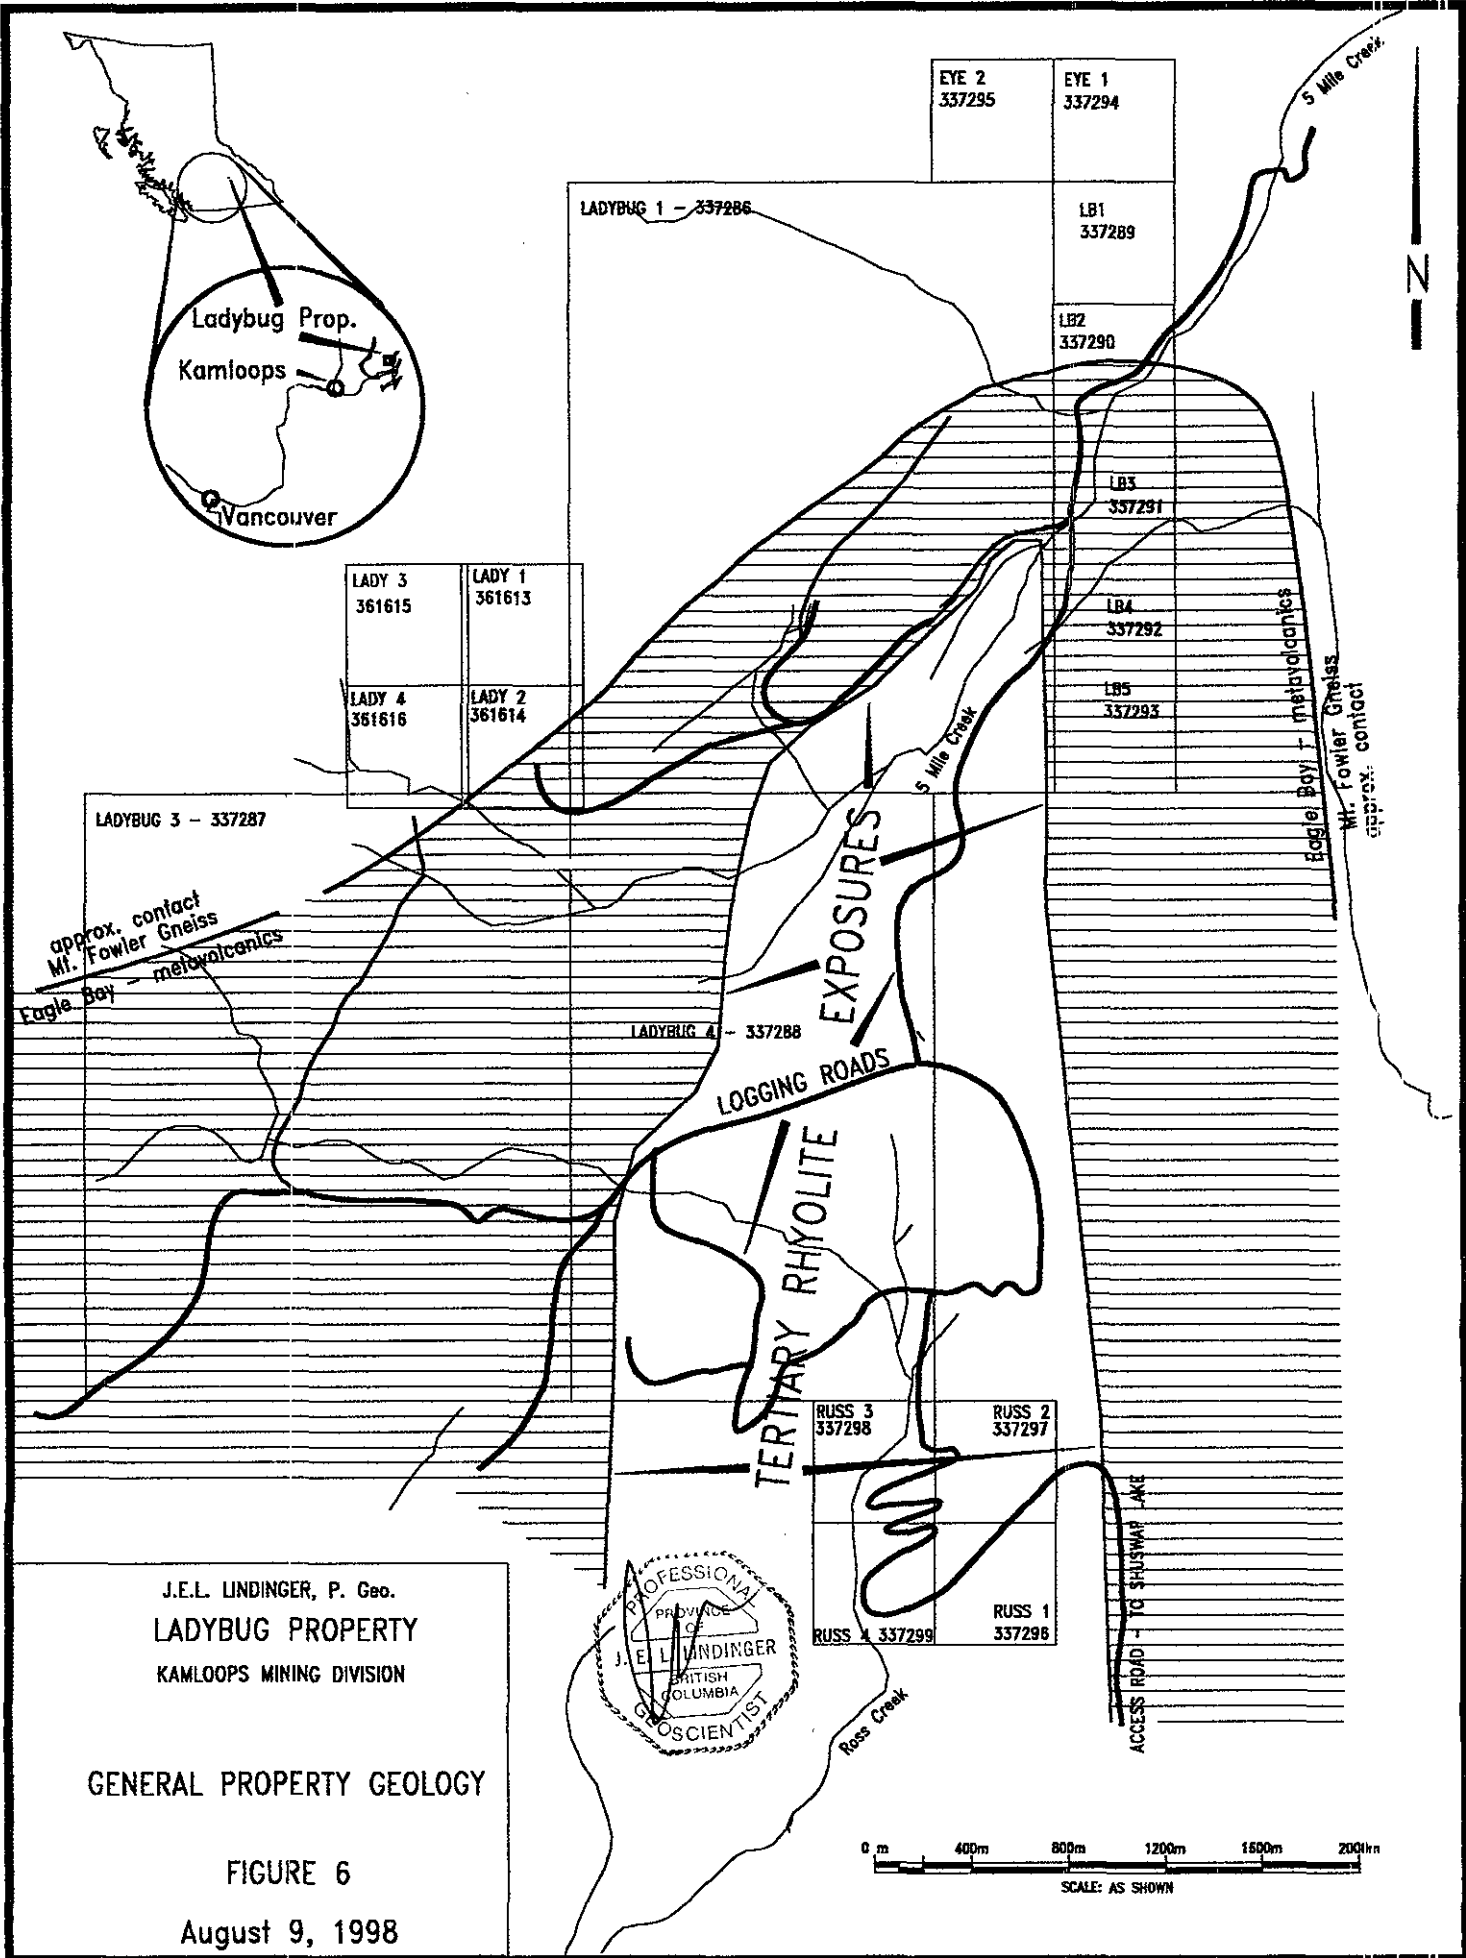 5 Mile Creek
EYE 2
337295
EYE 1
337294
N
LADYBUG 1 - 337286
LB1
337289
LB2
337290
Ladybug Prop.
Kamloops
Vancouver
LB3
337291
LADY 3
361615
LADY 1
361613
LB4
337292
LADY 4
361616
LADY 2
361614
LB5
337293
Eagle Bay - metavolcanics
Mt. Fowler Gneiss
approx. contact
5 Mile Creek
LADYBUG 3 - 337287
approx. contact
Mt. Fowler Gneiss
Eagle Bay - metavolcanics
LADYBUG 4 - 337288
LOGGING ROADS
TERTIARY RHYOLITE EXPOSURES
RUSS 3
337298
RUSS 2
337297
RUSS 4 337299
RUSS 1
337296
ACCESS ROAD - TO SHUSWAP LAKE
Ross Creek
PROFESSIONAL
PROVINCE
OF
J. E. L. LINDINGER
BRITISH
COLUMBIA
GEOSCIENTIST
J.E.L. LINDINGER, P. Geo.
LADYBUG PROPERTY
KAMLOOPS MINING DIVISION
GENERAL PROPERTY GEOLOGY
FIGURE 6
August 9, 1998
0 m 400m 800m 1200m 1600m
SCALE: AS SHOWN